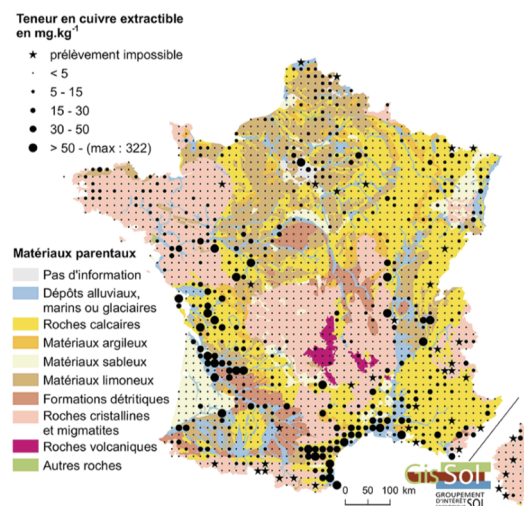 Teneur en cuivre extractible
en mg.kg-1
prélèvement impossible
< 5
5 - 15
15 - 30
30 - 50
> 50 - (max : 322)
Matériaux parentaux
Pas d'information
Dépôts alluviaux,
marins ou glaciaires
Roches calcaires
Matériaux argileux
Matériaux sableux
Matériaux limoneux
Formations détritiques
Roches cristallines
et migmatites
Roches volcaniques
Autres roches
0 50 100 km
Gis Sol
GROUPEMENT
D'INTÉRÊT
SOL